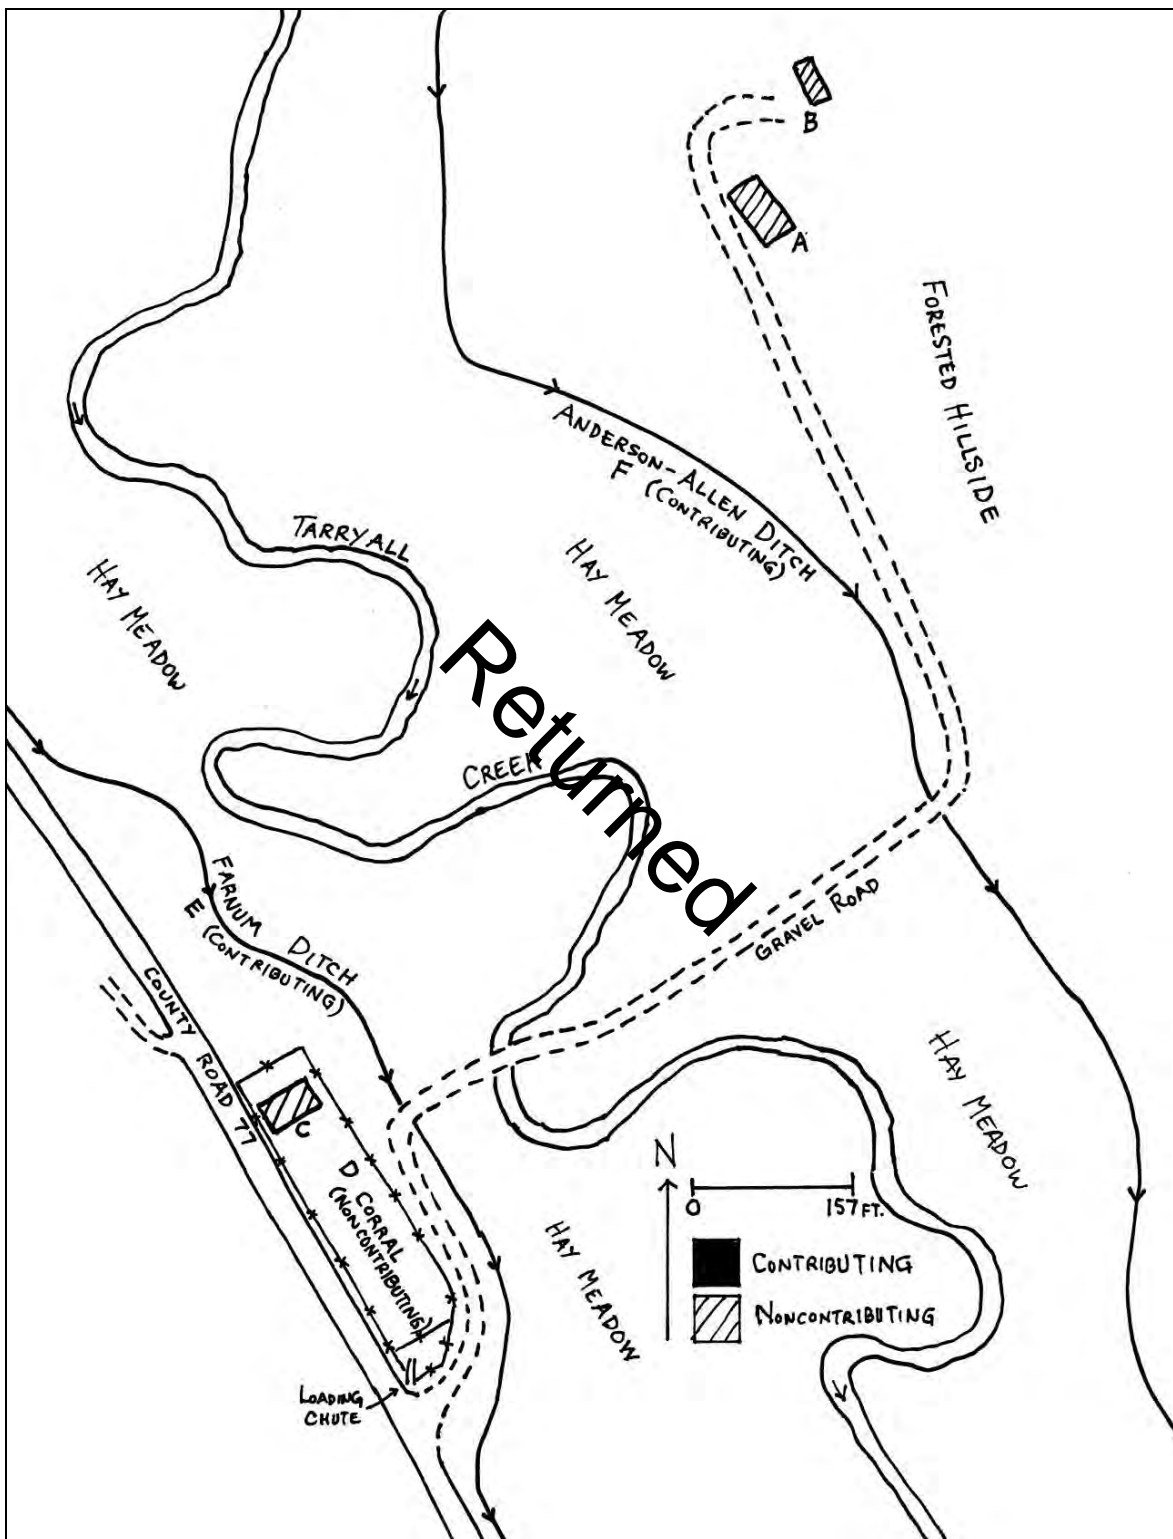 B
A
FORESTED HILLSIDE
ANDERSON-ALLEN DITCH
F (CONTRIBUTING)
TARRYALL
HAY MEADOW
HAY MEADOW
Returned
CREEK
FARNUM DITCH
E (CONTRIBUTING)
GRAVEL ROAD
COUNTY ROAD 77
C
D CORRAL
(NONCONTRIBUTING)
HAY MEADOW
N
0 157 FT.
HAY MEADOW
CONTRIBUTING
NONCONTRIBUTING
LOADING
CHUTE